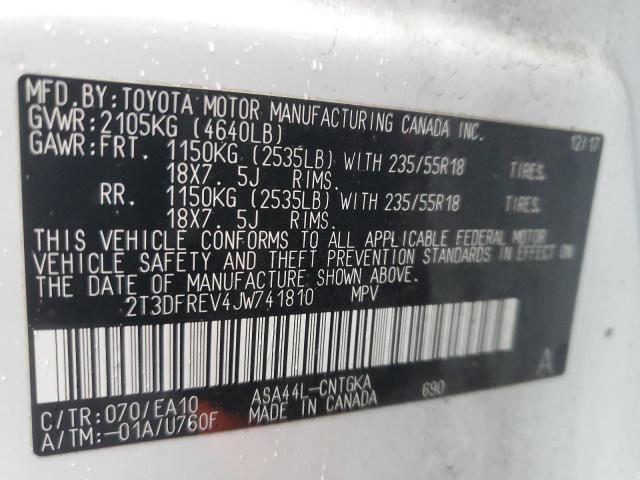 MFD.BY:TOYOTA MOTOR MANUFACTURING CANADA INC.
GVWR:2105KG (4640LB) 12/17
GAWR:FRT. 1150KG (2535LB) WITH 235/55R18 TIRES.
18X7. 5J RIMS.
RR. 1150KG (2535LB) WITH 235/55R18 TIRES.
18X7. 5J RIMS.
THIS VEHICLE CONFORMS TO ALL APPLICABLE FEDERAL MOTOR
VEHICLE SAFETY AND THEFT PREVENTION STANDARDS IN EFFECT ON
THE DATE OF MANUFACTURE SHOWN ABOVE.
2T3DFREV4JW741810 MPV
A
C/TR:070/EA10 ASA44L-CNTGKA 690
A/TM:-01A/U760F MADE IN CANADA